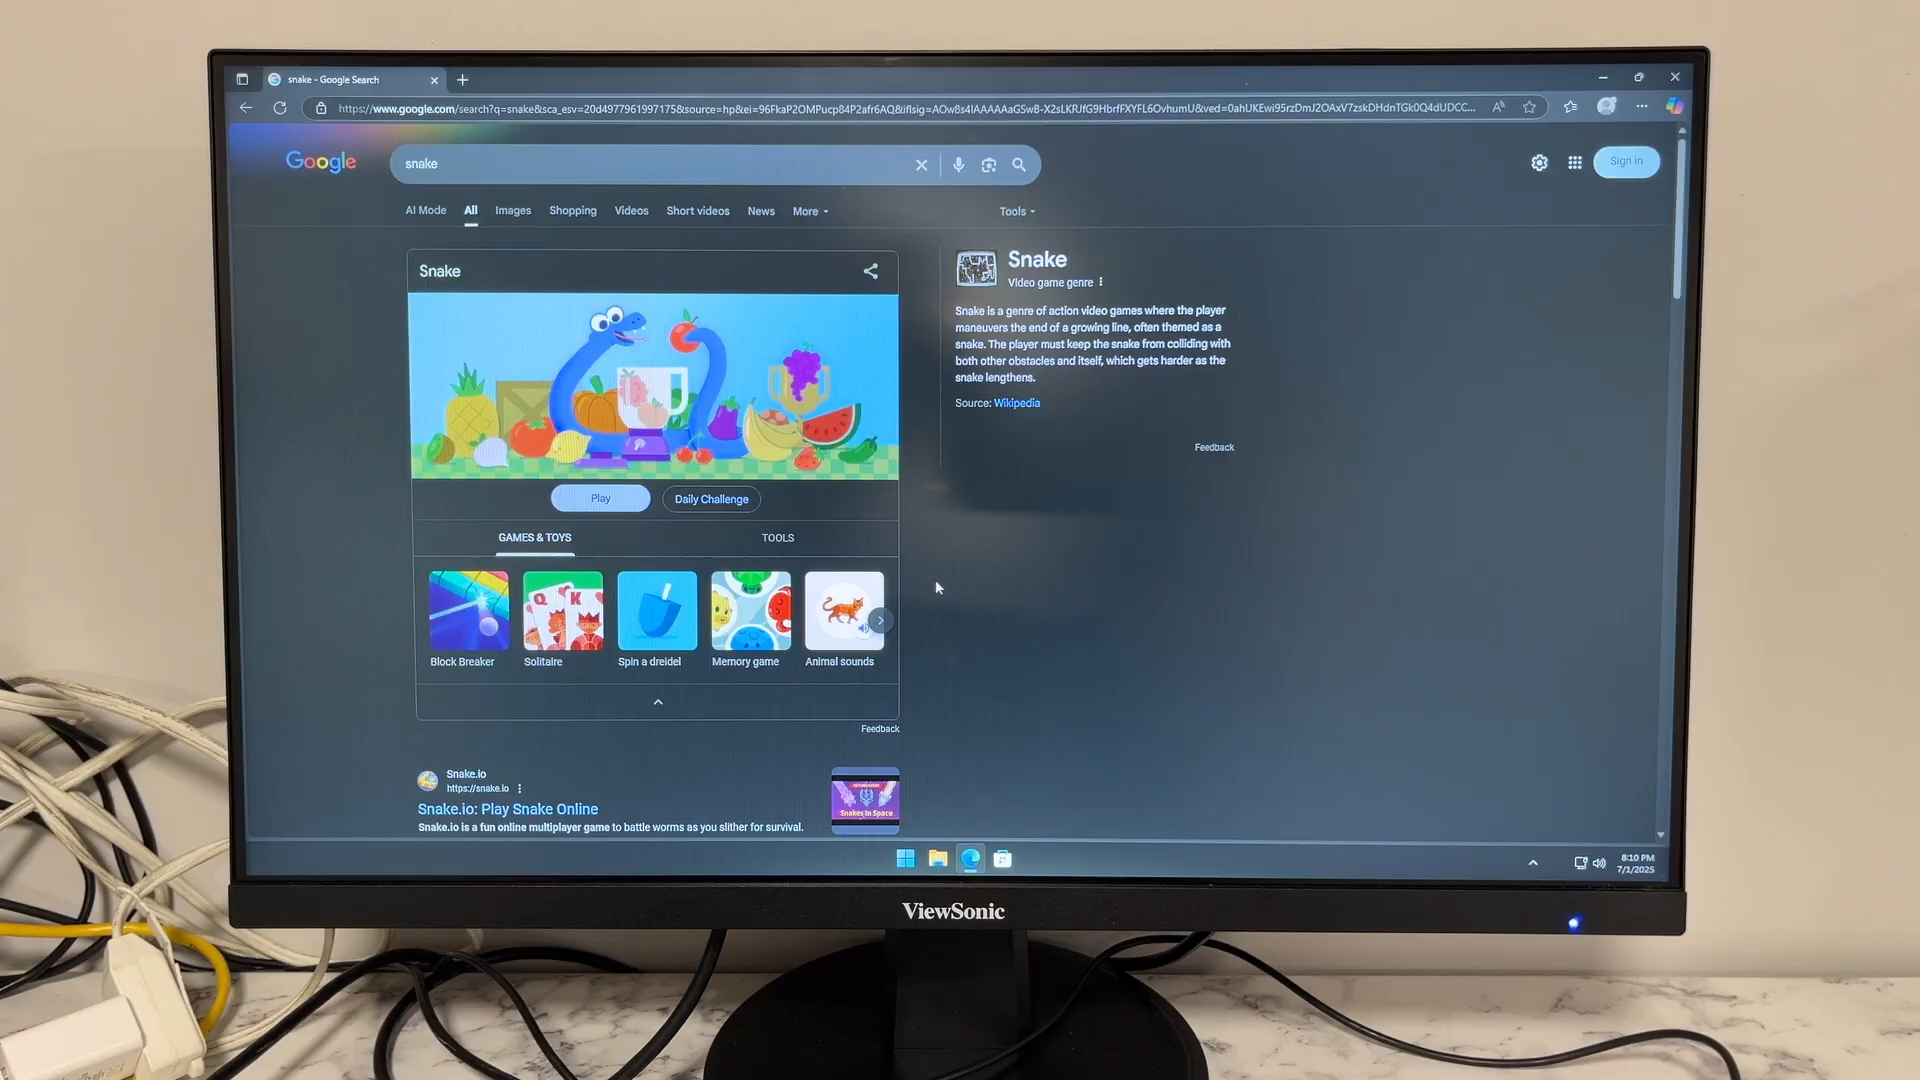 snake - Google Search
https://www.google.com/search?q=snake&sca_esv=20d4977961997175&source=hp&ei=96FkaP2OMPucp84P2afr6AQ&iflsig=AOw8s4IAAAAAaGSwB-X2sLKRJfG9HbrfFXYFL6OvhumU&ved=0ahUKEwi95rzDmJ2OAxV7zskDHdnTGk0Q4dUDCC...
Google
snake
Sign in
AI Mode All Images Shopping Videos Short videos News More Tools
Snake
Play Daily Challenge
GAMES & TOYS TOOLS
Q K
Block Breaker Solitaire Spin a dreidel Memory game Animal sounds
Feedback
Snake.io
https://snake.io
Snake.io: Play Snake Online
Snake.io is a fun online multiplayer game to battle worms as you slither for survival.
Snakes In Space
Snake
Video game genre
Snake is a genre of action video games where the player
maneuvers the end of a growing line, often themed as a
snake. The player must keep the snake from colliding with
both other obstacles and itself, which gets harder as the
snake lengthens.
Source: Wikipedia
Feedback
8:10 PM
7/1/2025
ViewSonic